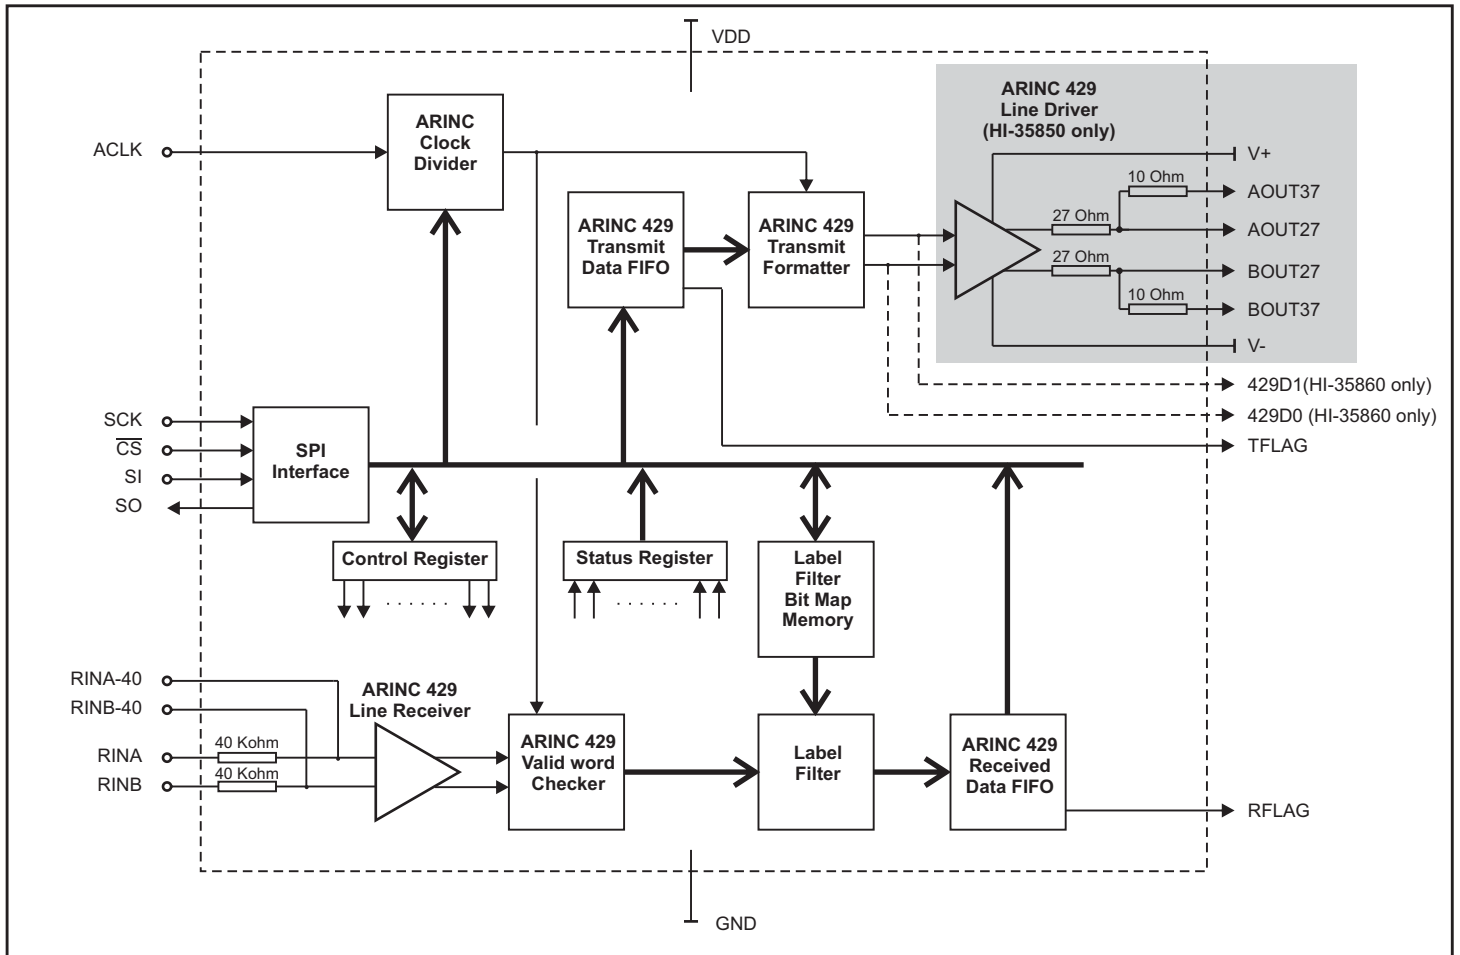 VDD
ARINC 429
Line Driver
(HI-35850 only)
ARINC
Clock
Divider
ACLK
V+
10 Ohm
AOUT37
ARINC 429
Transmit
Data FIFO
ARINC 429
Transmit
Formatter
27 Ohm
AOUT27
27 Ohm
BOUT27
10 Ohm
BOUT37
V-
429D1(HI-35860 only)
429D0 (HI-35860 only)
TFLAG
SCK
CS
SI
SO
SPI
Interface
Control Register
. . . . . . .
Status Register
. . . . . . .
Label
Filter
Bit Map
Memory
RINA-40
RINB-40
ARINC 429
Line Receiver
RINA
40 Kohm
RINB
40 Kohm
ARINC 429
Valid word
Checker
Label
Filter
ARINC 429
Received
Data FIFO
RFLAG
GND